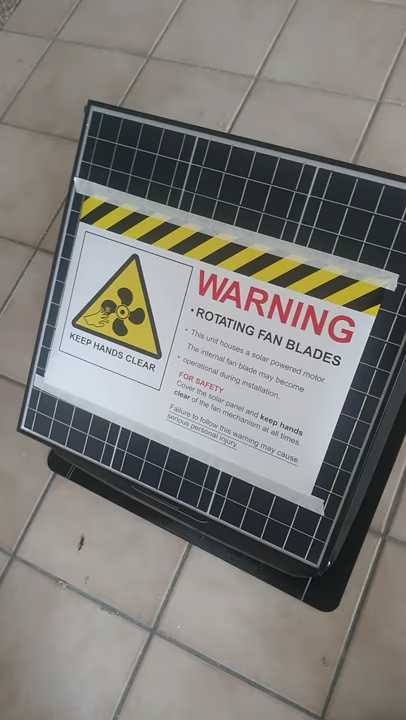 WARNING
• ROTATING FAN BLADES
• This unit houses a solar powered motor.
The internal fan blade may become
• operational during installation.
FOR SAFETY
Cover the solar panel and keep hands
clear of the fan mechanism at all times.
Failure to follow this warning may cause
serious personal injury.
KEEP HANDS CLEAR